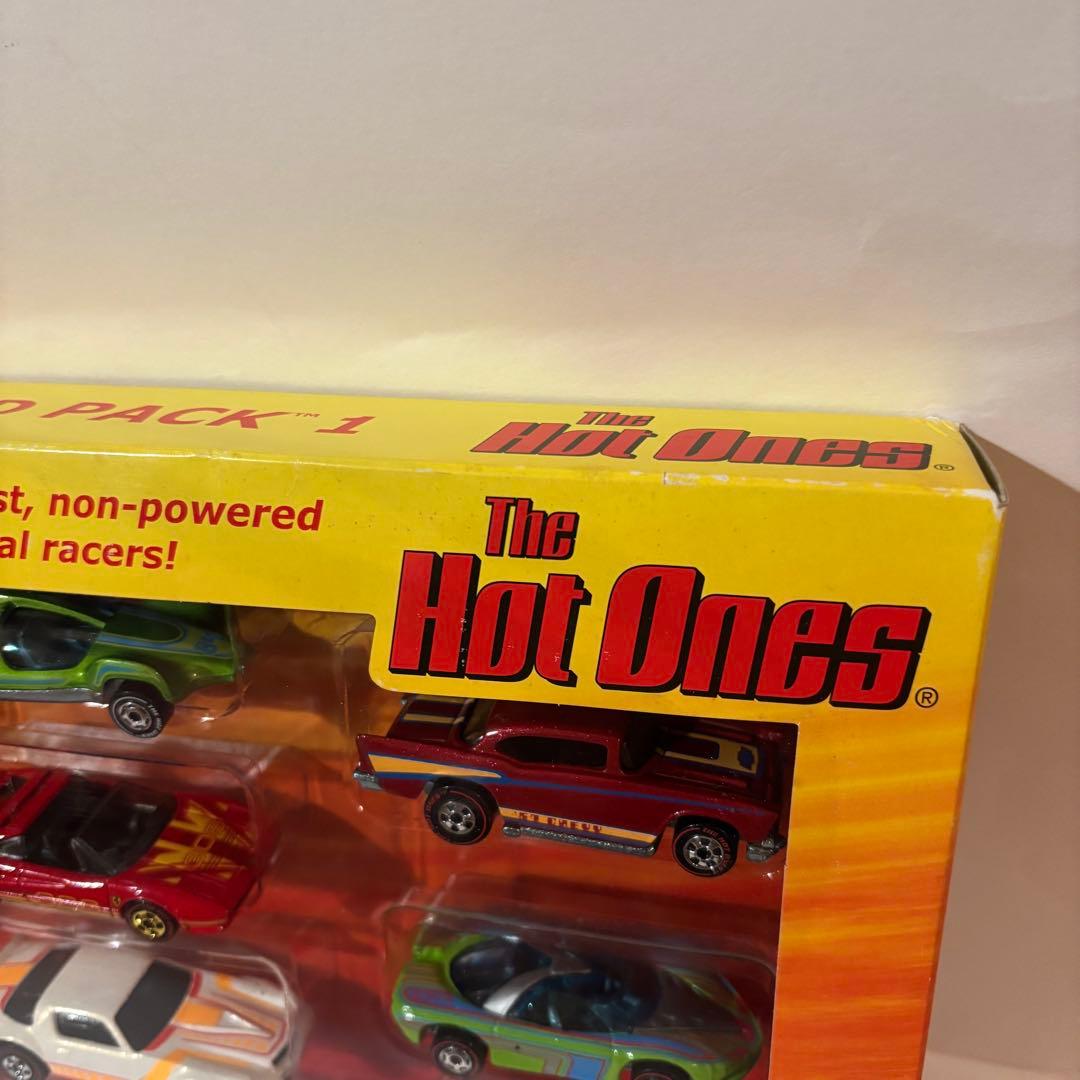 O PACK™ 1
The
Hot Ones®
st, non-powered
al racers!
The
Hot Ones®
'57 CHEVY